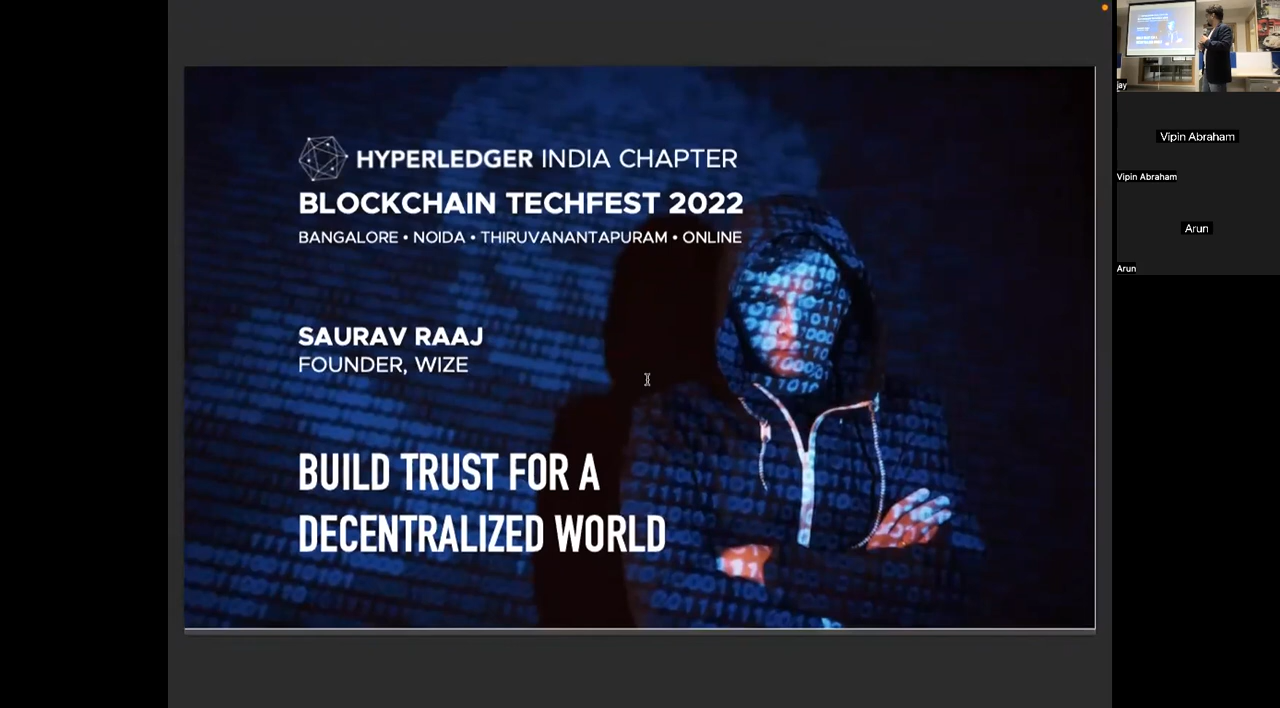 HYPERLEDGER INDIA CHAPTER
BLOCKCHAIN TECHFEST 2022
BANGALORE • NOIDA • THIRUVANANTAPURAM • ONLINE
SAURAV RAAJ
FOUNDER, WIZE
BUILD TRUST FOR A
DECENTRALIZED WORLD
jay
Vipin Abraham
Vipin Abraham
Arun
Arun